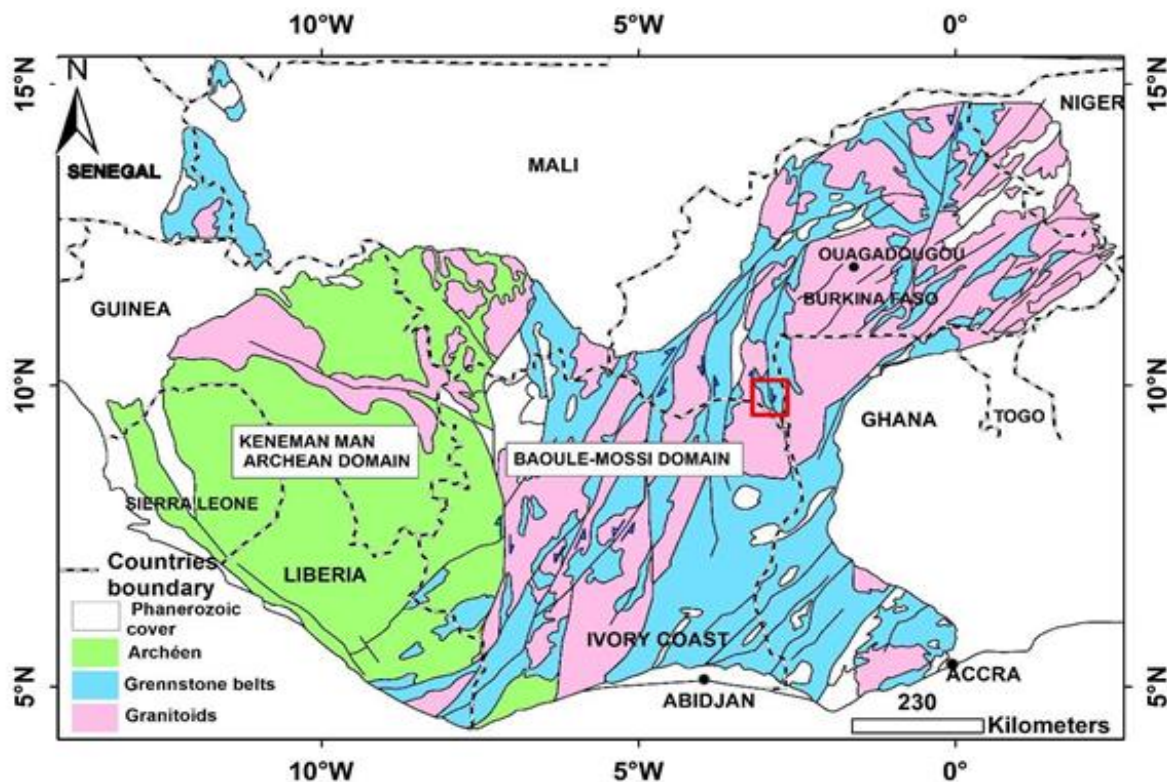 10°W 5°W 0°
15°N 15°N
N
NIGER
SENEGAL
MALI
OUAGADOUGOU
BURKINA FASO
GUINEA
10°N 10°N
GHANA
TOGO
KENEMAN MAN
ARCHEAN DOMAIN
BAOULE-MOSSI DOMAIN
SIERRA LEONE
LIBERIA
IVORY COAST
Countries
boundary
Phanerozoic
cover
Archéen
Grennstone belts
Granitoids
5°N 5°N
ACCRA
ABIDJAN
230
Kilometers
10°W 5°W 0°